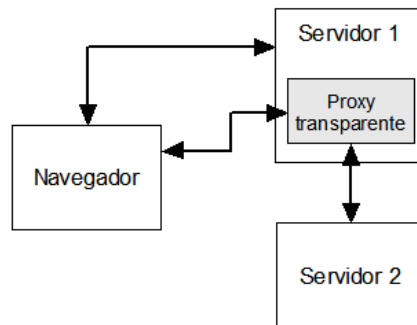 Servidor 1
Proxy
transparente
Navegador
Servidor 2